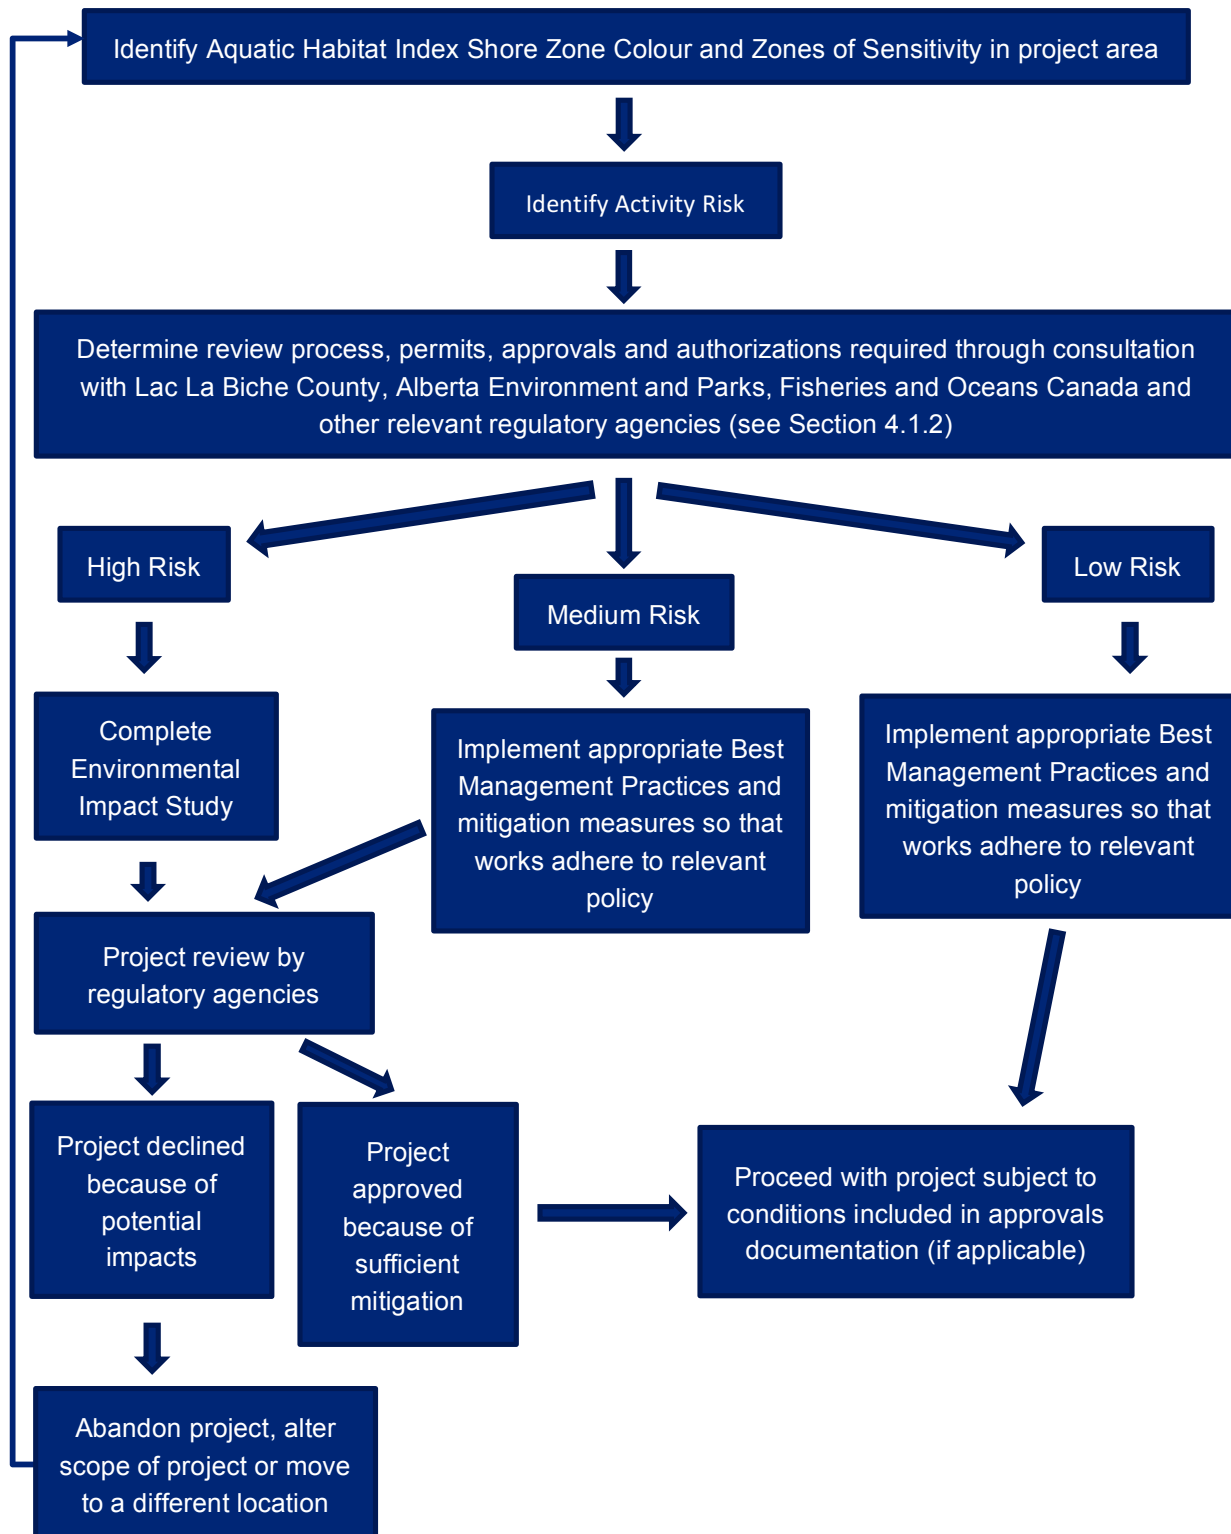 Identify Aquatic Habitat Index Shore Zone Colour and Zones of Sensitivity in project area
Identify Activity Risk
Determine review process, permits, approvals and authorizations required through consultation
with Lac La Biche County, Alberta Environment and Parks, Fisheries and Oceans Canada and
other relevant regulatory agencies (see Section 4.1.2)
High Risk
Medium Risk
Low Risk
Complete
Environmental
Impact Study
Implement appropriate Best
Management Practices and
mitigation measures so that
works adhere to relevant
policy
Implement appropriate Best
Management Practices and
mitigation measures so that
works adhere to relevant
policy
Project review by
regulatory agencies
Project declined
because of
potential
impacts
Project
approved
because of
sufficient
mitigation
Proceed with project subject to
conditions included in approvals
documentation (if applicable)
Abandon project, alter
scope of project or move
to a different location